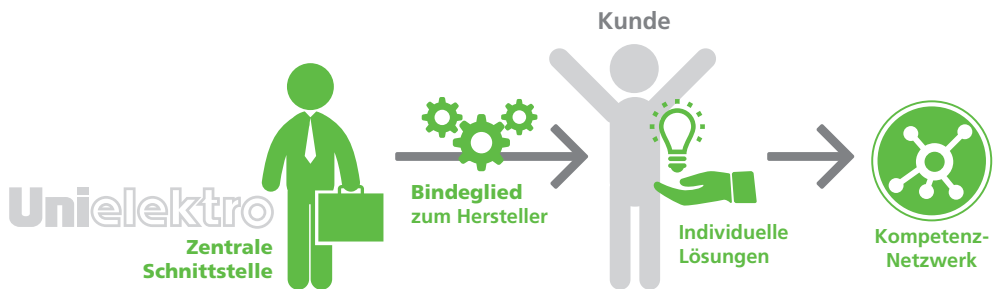 Unielektro
Zentrale
Schnittstelle
Bindeglied
zum Hersteller
Kunde
Individuelle
Lösungen
Kompetenz-
Netzwerk